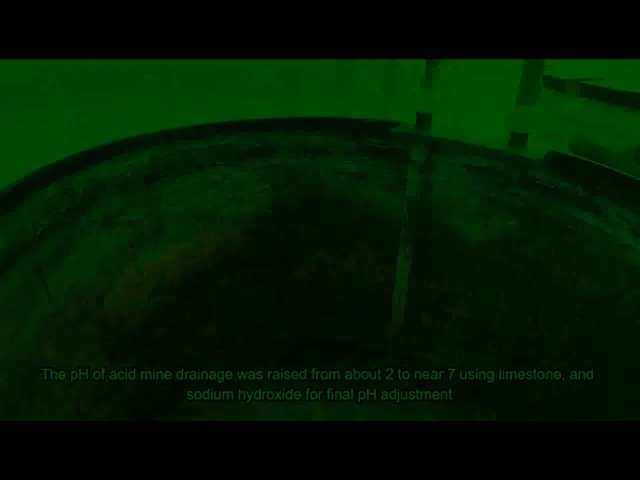 The pH of acid mine drainage was raised from about 2 to near 7 using limestone, and
sodium hydroxide for final pH adjustment